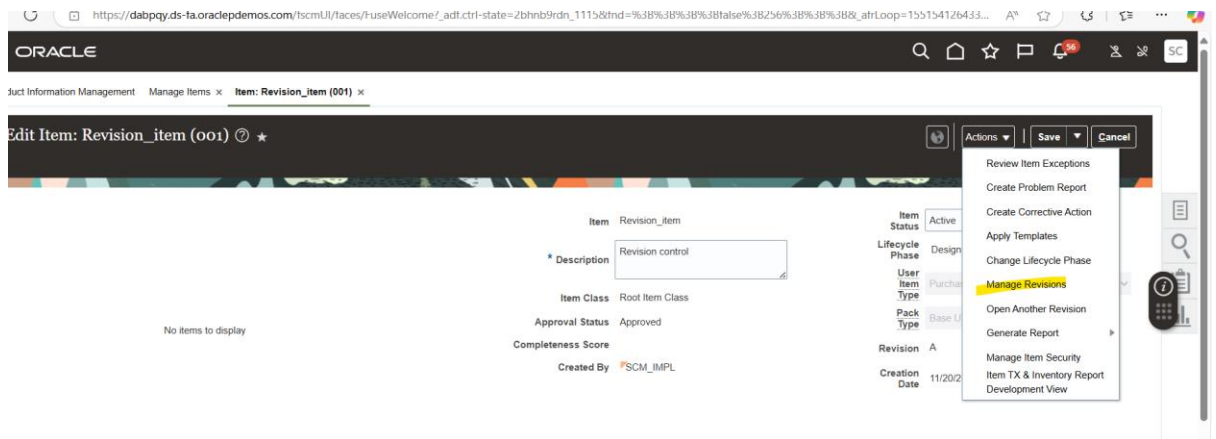 https://dabpqy.ds-fa.oraclepdemos.com/fscmUI/faces/FuseWelcome?_adf.ctrl-state=2bhnb9rdn_1115&fnd=%3B%3B%3B%3Bfalse%3B256%3B%3B%3B&_afrLoop=155154126433...
ORACLE
56
SC
duct Information Management Manage Items × Item: Revision_item (001) ×
Edit Item: Revision_item (001)
Actions Save Cancel
Review Item Exceptions
Create Problem Report
Create Corrective Action
Apply Templates
Change Lifecycle Phase
Manage Revisions
Open Another Revision
Generate Report
Manage Item Security
Item TX & Inventory Report
Development View
No items to display
Item Revision_item
* Description Revision control
Item Class Root Item Class
Approval Status Approved
Completeness Score
Created By SCM_IMPL
Item Status Active
Lifecycle Phase Design
User Item Type Purchas
Pack Type Base U
Revision A
Creation Date 11/20/2